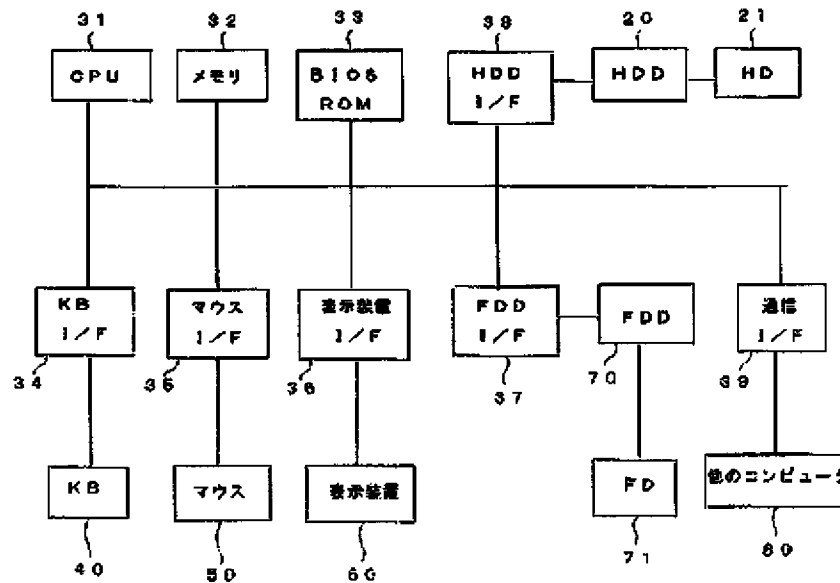 31
32
33
38
20
21
CPU
メモリ
BIOS
ROM
HDD
I/F
HDD
HD
KB
I/F
マウス
I/F
表示装置
I/F
FDD
I/F
FDD
通信
I/F
34
35
36
37
70
39
KB
マウス
表示装置
FD
他のコンピュータ
40
50
60
71
80